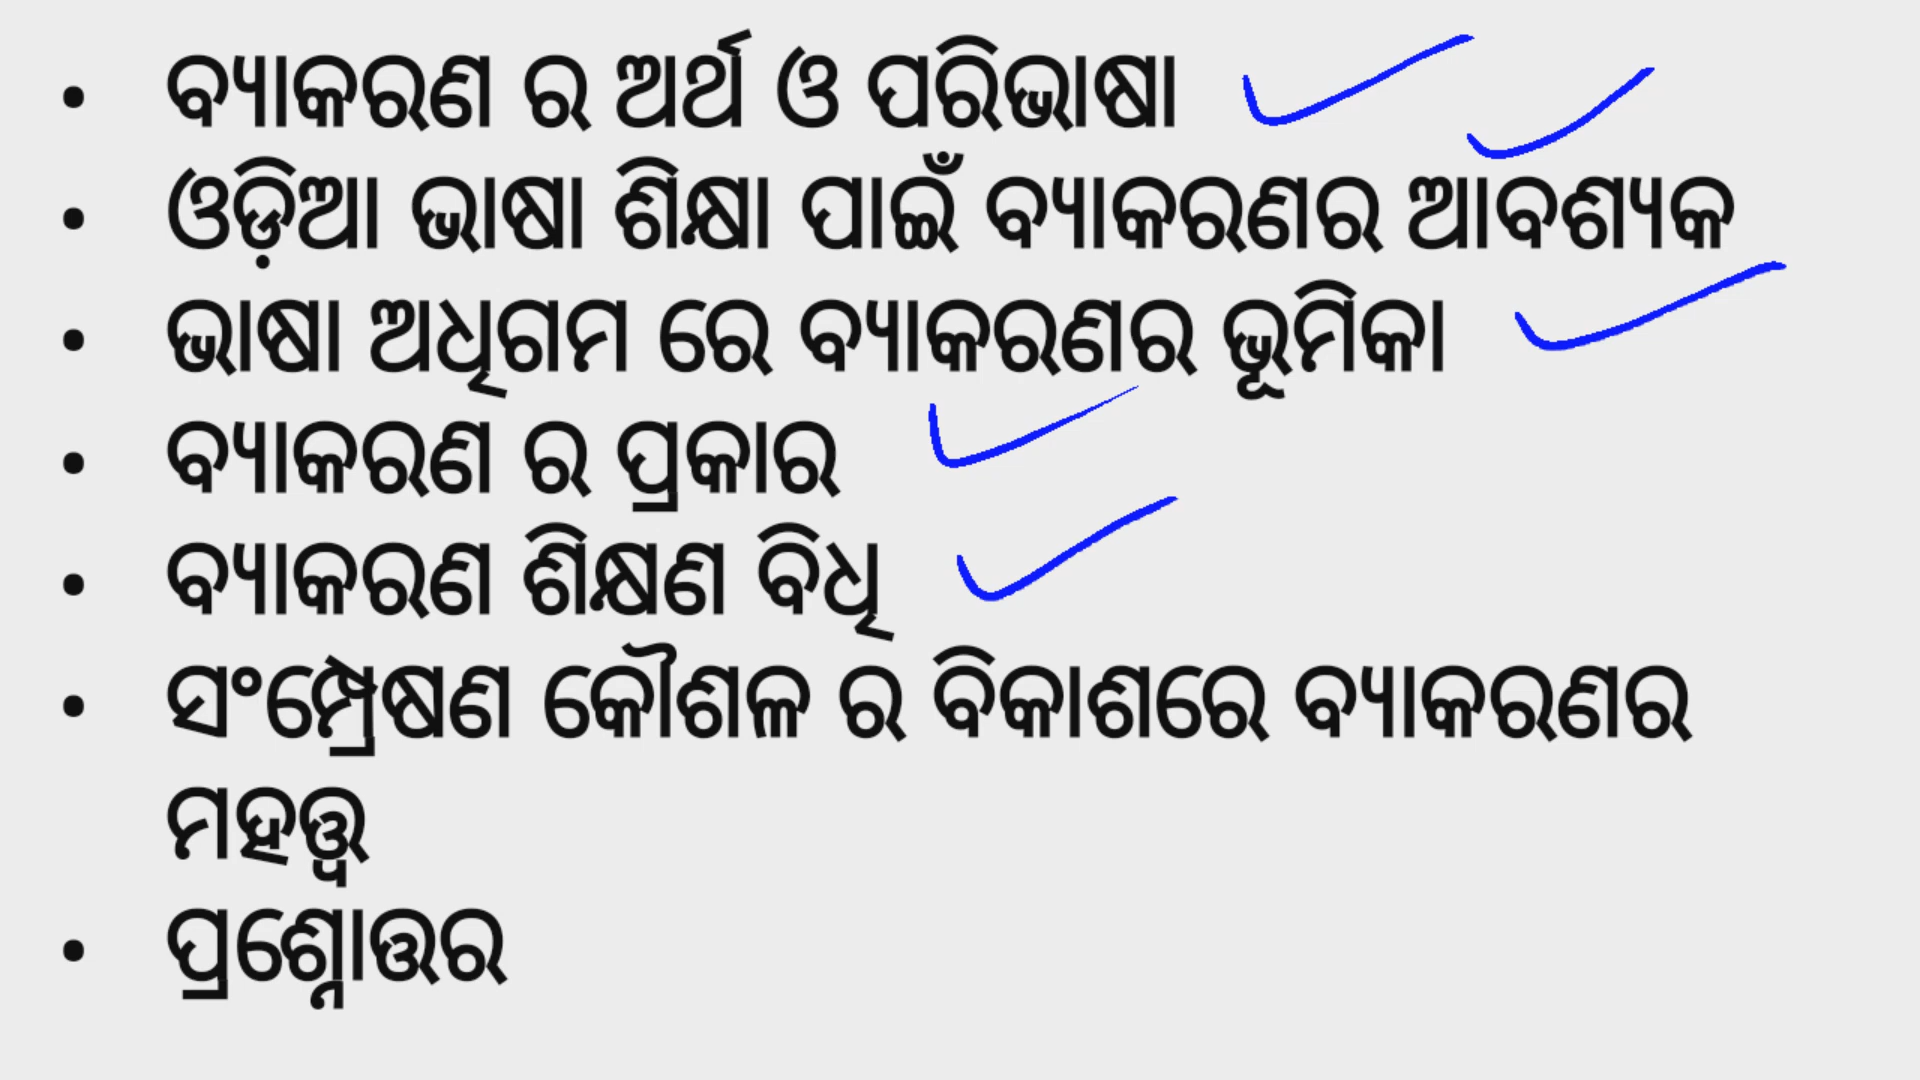 • ବ୍ୟାକରଣ ର ଅର୍ଥ ଓ ପରିଭାଷା
• ଓଡ଼ିଆ ଭାଷା ଶିକ୍ଷା ପାଇଁ ବ୍ୟାକରଣର ଆବଶ୍ୟକ
• ଭାଷା ଅଧିଗମ ରେ ବ୍ୟାକରଣର ଭୂମିକା
• ବ୍ୟାକରଣ ର ପ୍ରକାର
• ବ୍ୟାକରଣ ଶିକ୍ଷଣ ବିଧି
• ସଂମ୍ପ୍ରେଷଣ କୌଶଳ ର ବିକାଶରେ ବ୍ୟାକରଣର
ମହତ୍ତ୍ୱ
• ପ୍ରଶ୍ନୋତ୍ତର